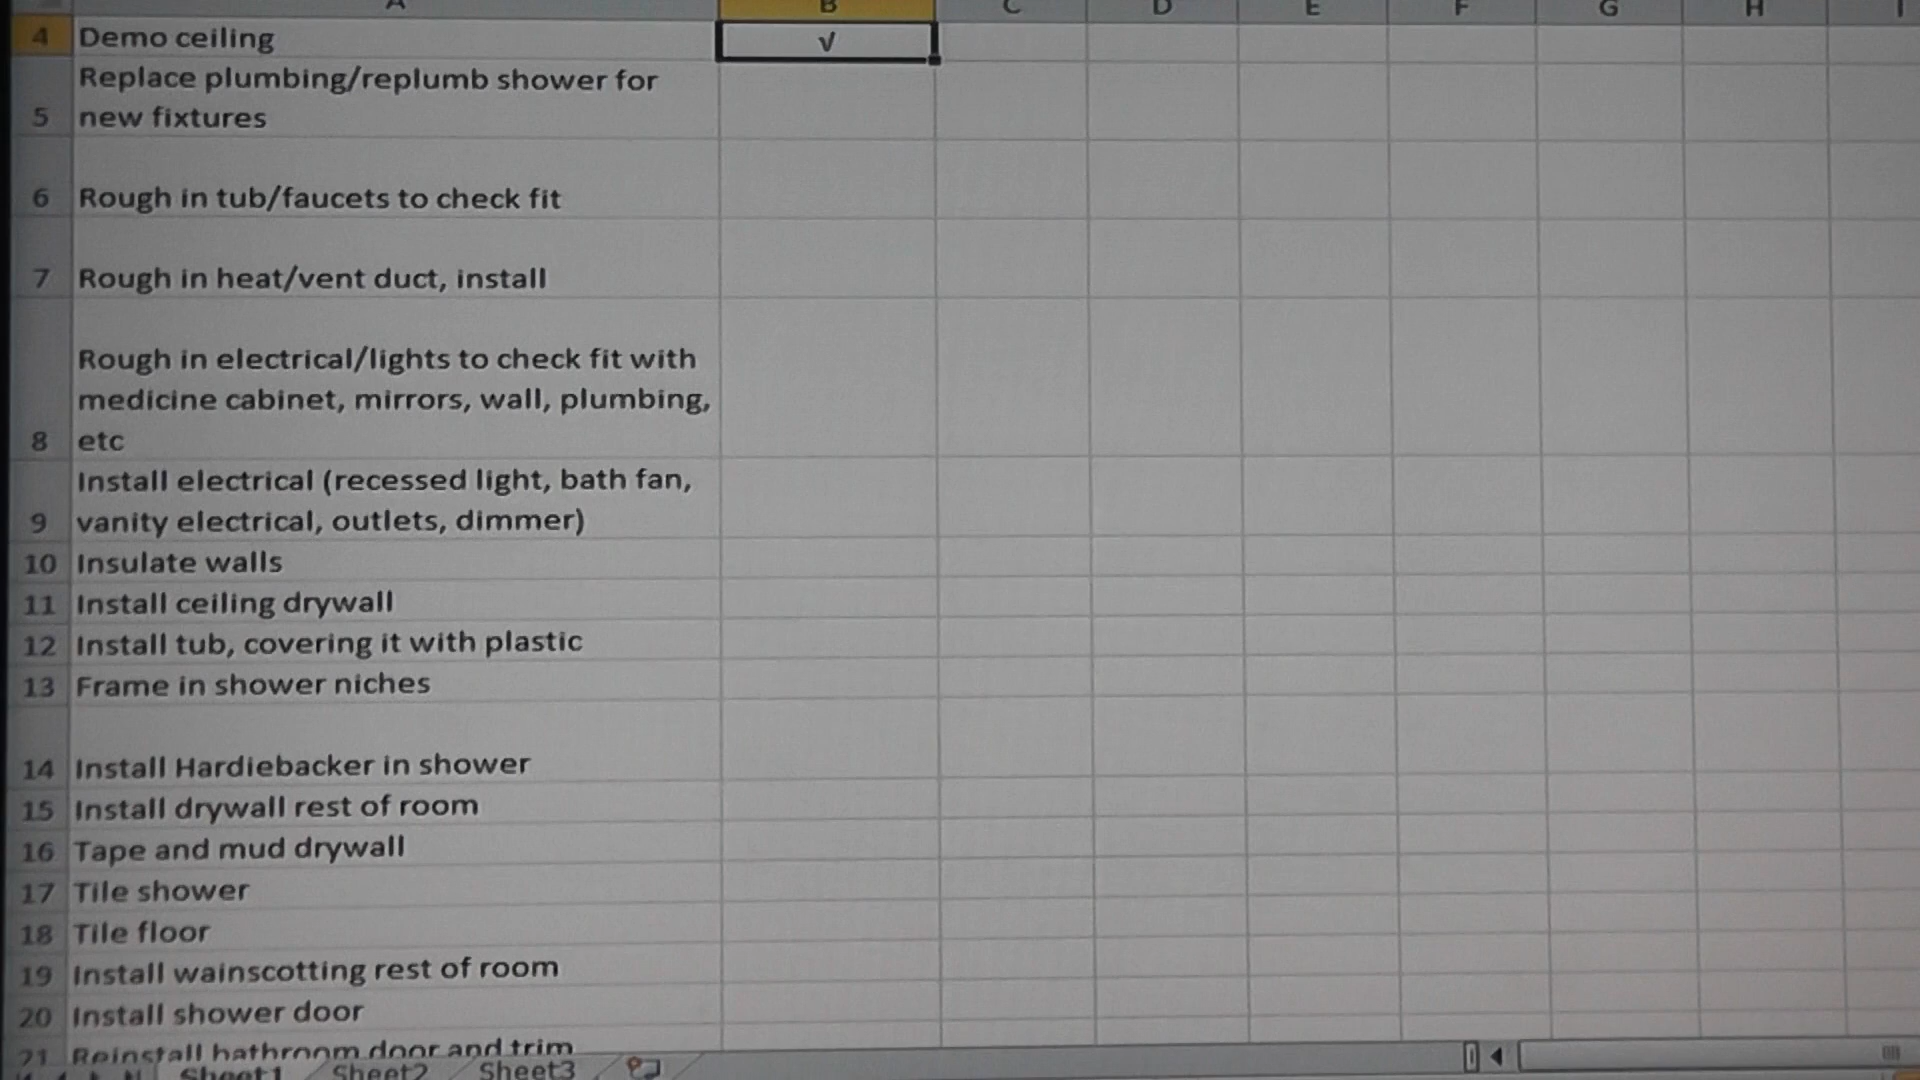 A B C D E F G H I
4 Demo ceiling √
Replace plumbing/replumb shower for
5 new fixtures
6 Rough in tub/faucets to check fit
7 Rough in heat/vent duct, install
Rough in electrical/lights to check fit with
medicine cabinet, mirrors, wall, plumbing,
8 etc
Install electrical (recessed light, bath fan,
9 vanity electrical, outlets, dimmer)
10 Insulate walls
11 Install ceiling drywall
12 Install tub, covering it with plastic
13 Frame in shower niches
14 Install Hardiebacker in shower
15 Install drywall rest of room
16 Tape and mud drywall
17 Tile shower
18 Tile floor
19 Install wainscotting rest of room
20 Install shower door
21 Reinstall bathroom door and trim
Sheet1 Sheet2 Sheet3